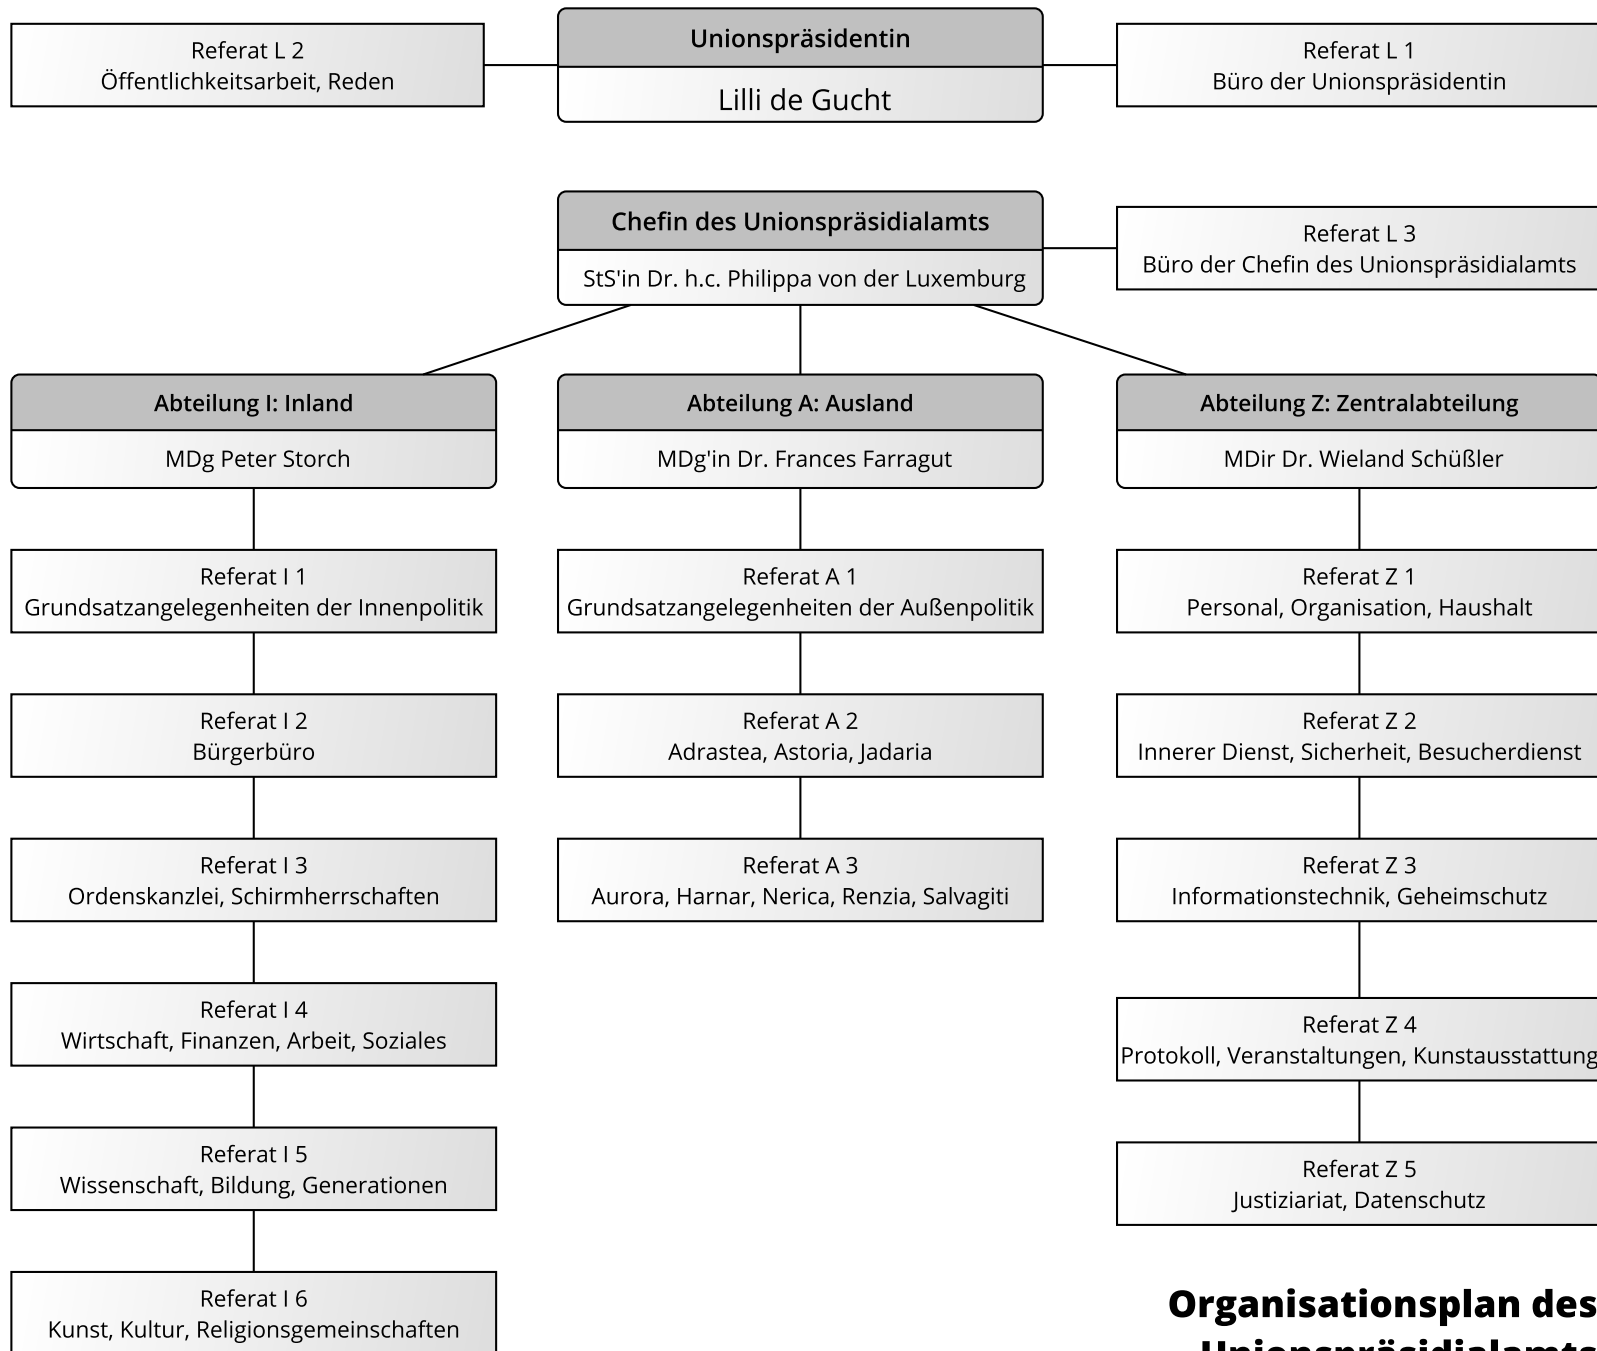 Referat L 2
Öffentlichkeitsarbeit, Reden
Unionspräsidentin
Lilli de Gucht
Referat L 1
Büro der Unionspräsidentin
Chefin des Unionspräsidialamts
StS'in Dr. h.c. Philippa von der Luxemburg
Referat L 3
Büro der Chefin des Unionspräsidialamts
Abteilung I: Inland
MDg Peter Storch
Referat I 1
Grundsatzangelegenheiten der Innenpolitik
Referat I 2
Bürgerbüro
Referat I 3
Ordenskanzlei, Schirmherrschaften
Referat I 4
Wirtschaft, Finanzen, Arbeit, Soziales
Referat I 5
Wissenschaft, Bildung, Generationen
Referat I 6
Kunst, Kultur, Religionsgemeinschaften
Abteilung A: Ausland
MDg'in Dr. Frances Farragut
Referat A 1
Grundsatzangelegenheiten der Außenpolitik
Referat A 2
Adrastea, Astoria, Jadaria
Referat A 3
Aurora, Harnar, Nerica, Renzia, Salvagiti
Abteilung Z: Zentralabteilung
MDir Dr. Wieland Schüßler
Referat Z 1
Personal, Organisation, Haushalt
Referat Z 2
Innerer Dienst, Sicherheit, Besucherdienst
Referat Z 3
Informationstechnik, Geheimschutz
Referat Z 4
Protokoll, Veranstaltungen, Kunstausstattung
Referat Z 5
Justiziariat, Datenschutz
Organisationsplan des
Unionspräsidialamts